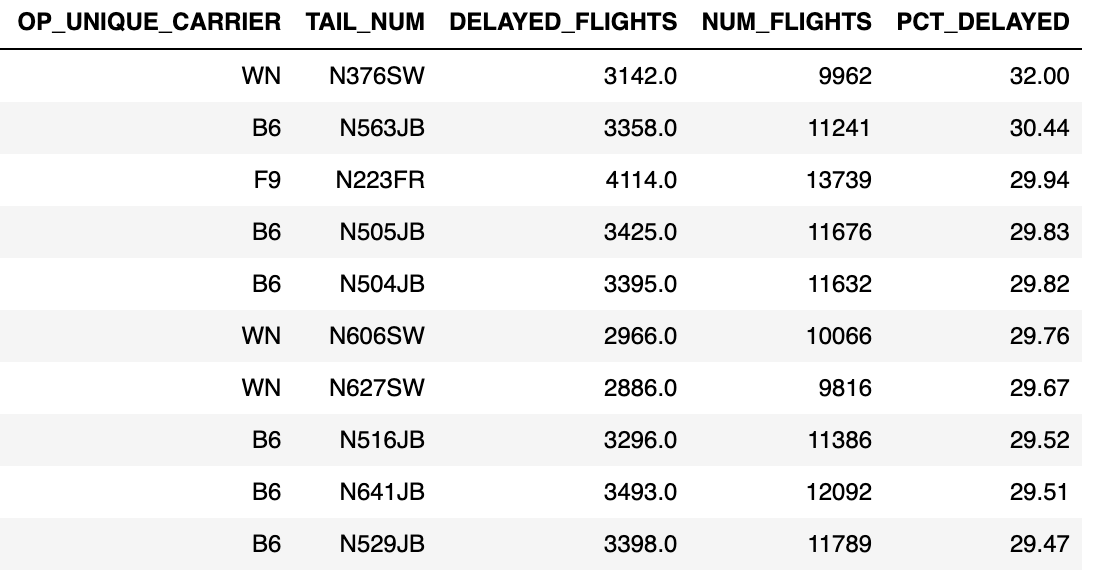 OP_UNIQUE_CARRIER TAIL_NUM DELAYED_FLIGHTS NUM_FLIGHTS PCT_DELAYED
WN N376SW 3142.0 9962 32.00
B6 N563JB 3358.0 11241 30.44
F9 N223FR 4114.0 13739 29.94
B6 N505JB 3425.0 11676 29.83
B6 N504JB 3395.0 11632 29.82
WN N606SW 2966.0 10066 29.76
WN N627SW 2886.0 9816 29.67
B6 N516JB 3296.0 11386 29.52
B6 N641JB 3493.0 12092 29.51
B6 N529JB 3398.0 11789 29.47